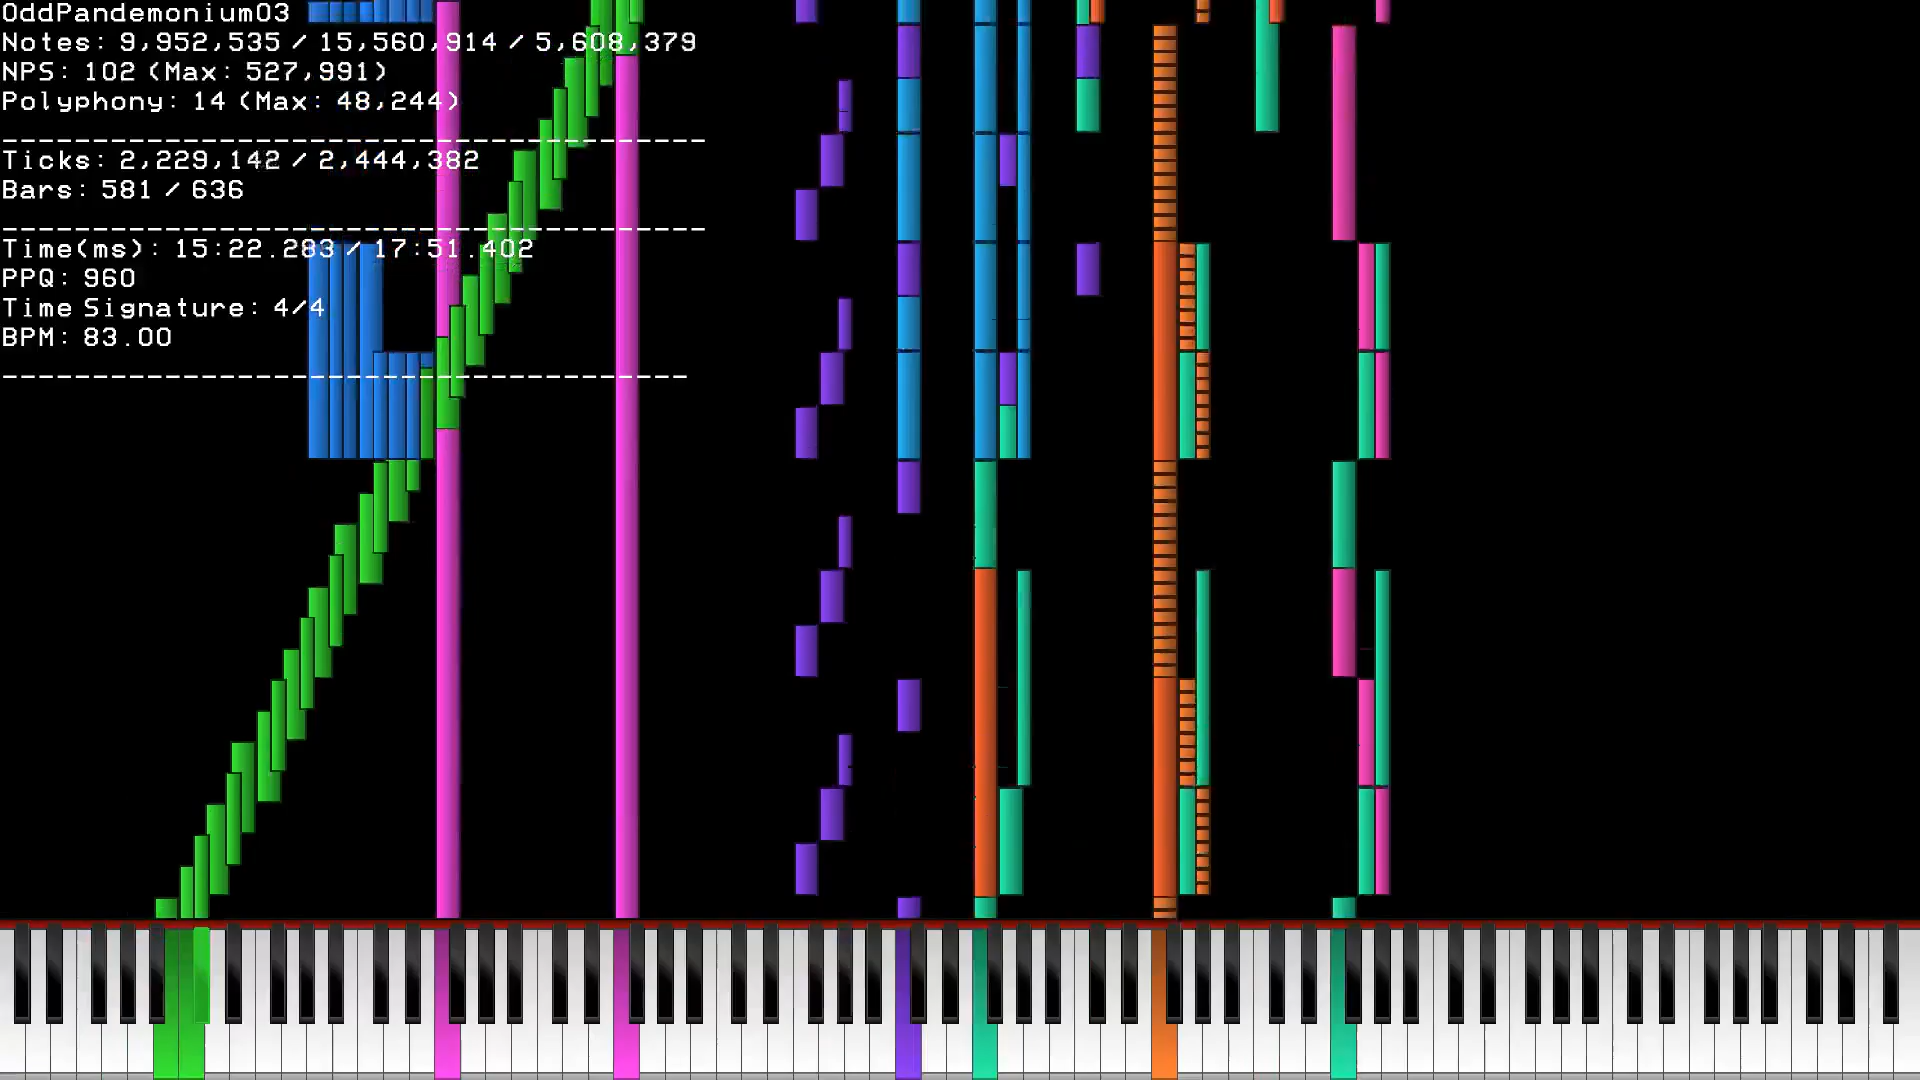 OddPandemonium03
Notes: 9,952,535 / 15,560,914 / 5,608,379
NPS: 102 (Max: 527,991)
Polyphony: 14 (Max: 48,244)
Ticks: 2,229,142 / 2,444,382
Bars: 581 / 636
Time(ms): 15:22.283 / 17:51.402
PPQ: 960
Time Signature: 4/4
BPM: 83.00